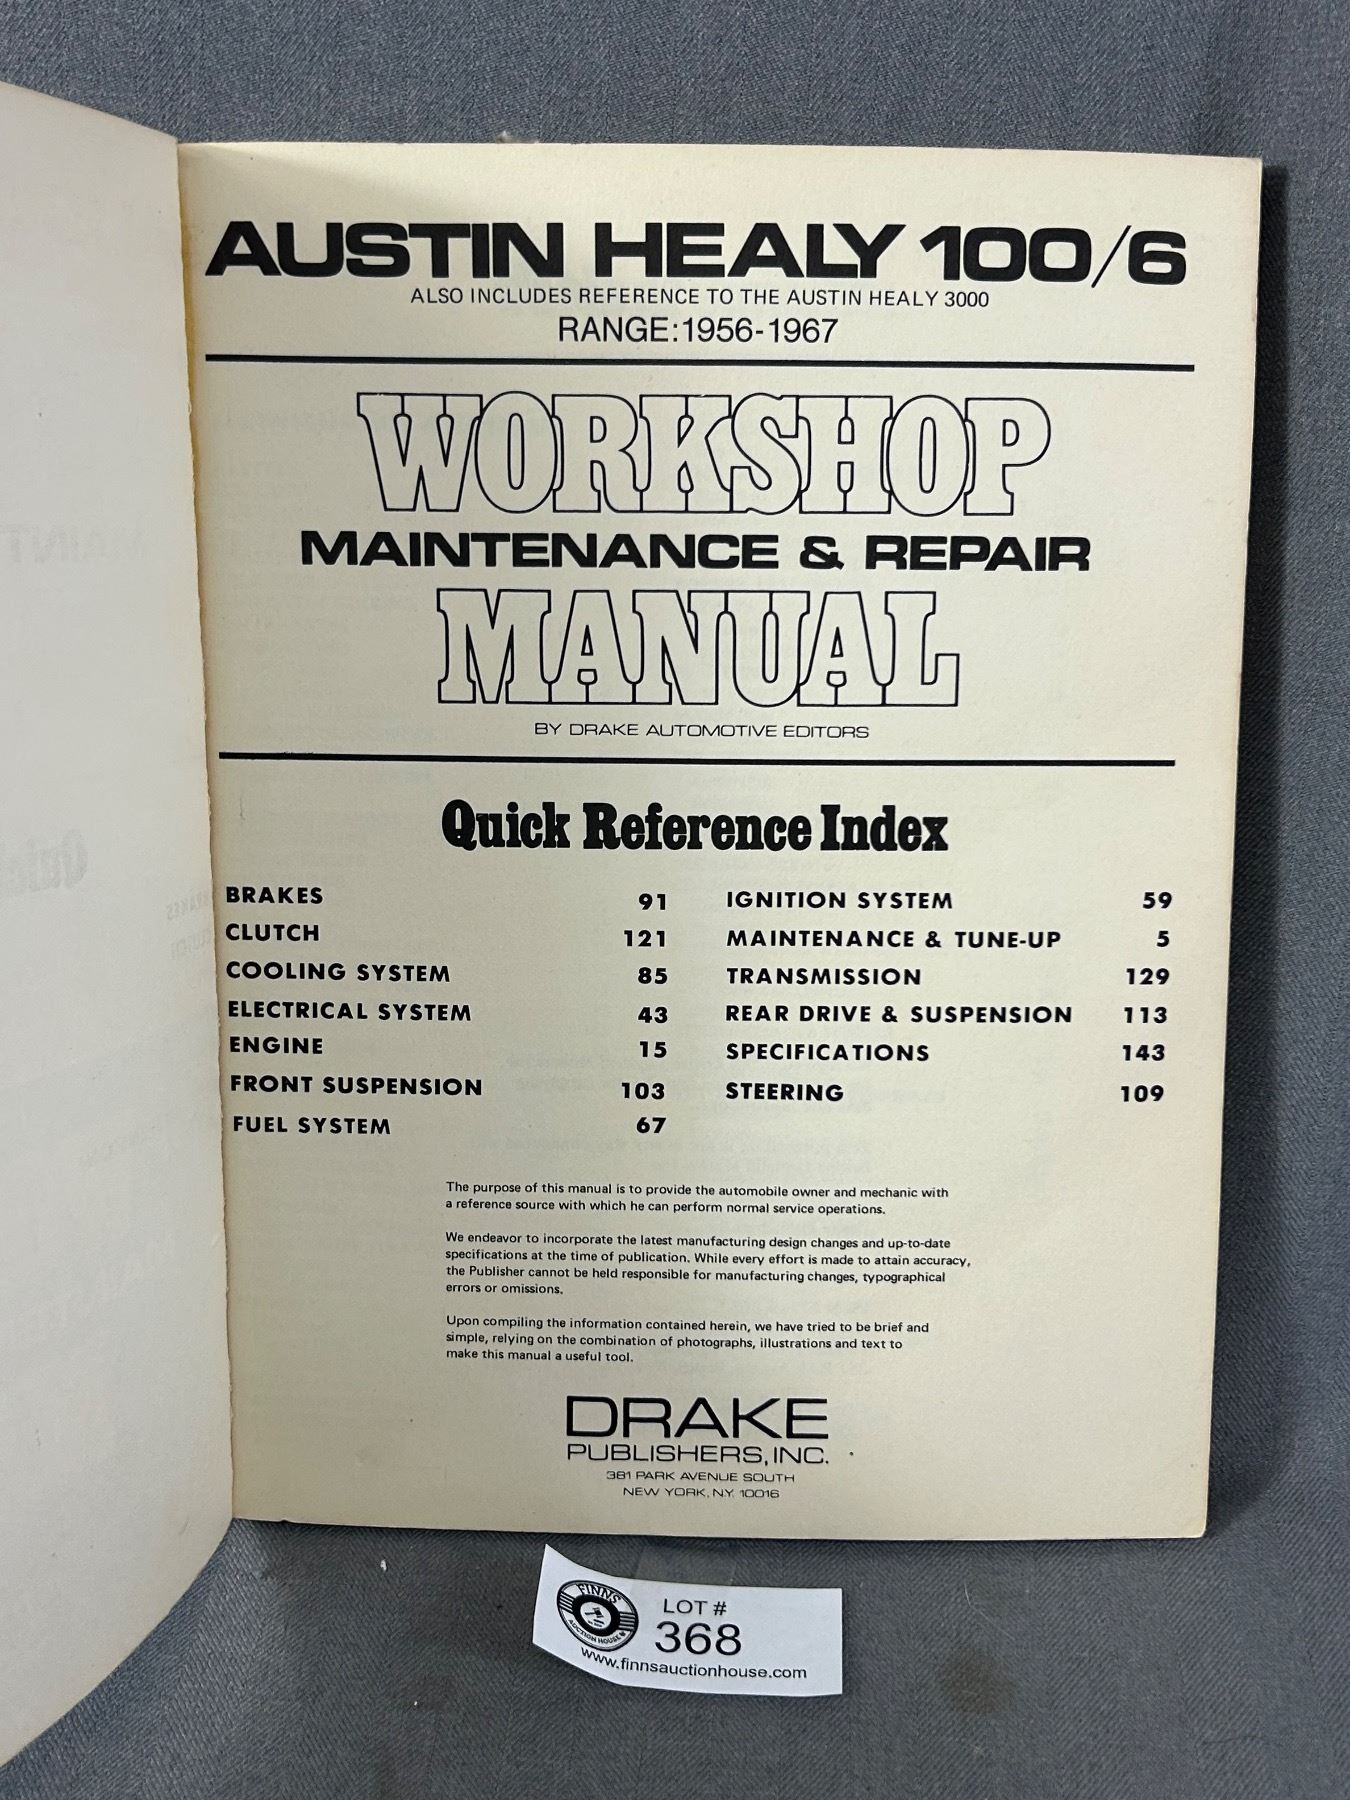 AUSTIN HEALY 100/6
ALSO INCLUDES REFERENCE TO THE AUSTIN HEALY 3000
RANGE:1956-1967
WORKSHOP
MAINTENANCE & REPAIR
MANUAL
BY DRAKE AUTOMOTIVE EDITORS
Quick Reference Index
BRAKES 91
CLUTCH 121
COOLING SYSTEM 85
ELECTRICAL SYSTEM 43
ENGINE 15
FRONT SUSPENSION 103
FUEL SYSTEM 67
IGNITION SYSTEM 59
MAINTENANCE & TUNE-UP 5
TRANSMISSION 129
REAR DRIVE & SUSPENSION 113
SPECIFICATIONS 143
STEERING 109
The purpose of this manual is to provide the automobile owner and mechanic with
a reference source with which he can perform normal service operations.
We endeavor to incorporate the latest manufacturing design changes and up-to-date
specifications at the time of publication. While every effort is made to attain accuracy,
the Publisher cannot be held responsible for manufacturing changes, typographical
errors or omissions.
Upon compiling the information contained herein, we have tried to be brief and
simple, relying on the combination of photographs, illustrations and text to
make this manual a useful tool.
DRAKE
PUBLISHERS, INC.
381 PARK AVENUE SOUTH
NEW YORK, N.Y. 10016
FINNS
AUCTION HOUSE
LOT #
368
www.finnsauctionhouse.com